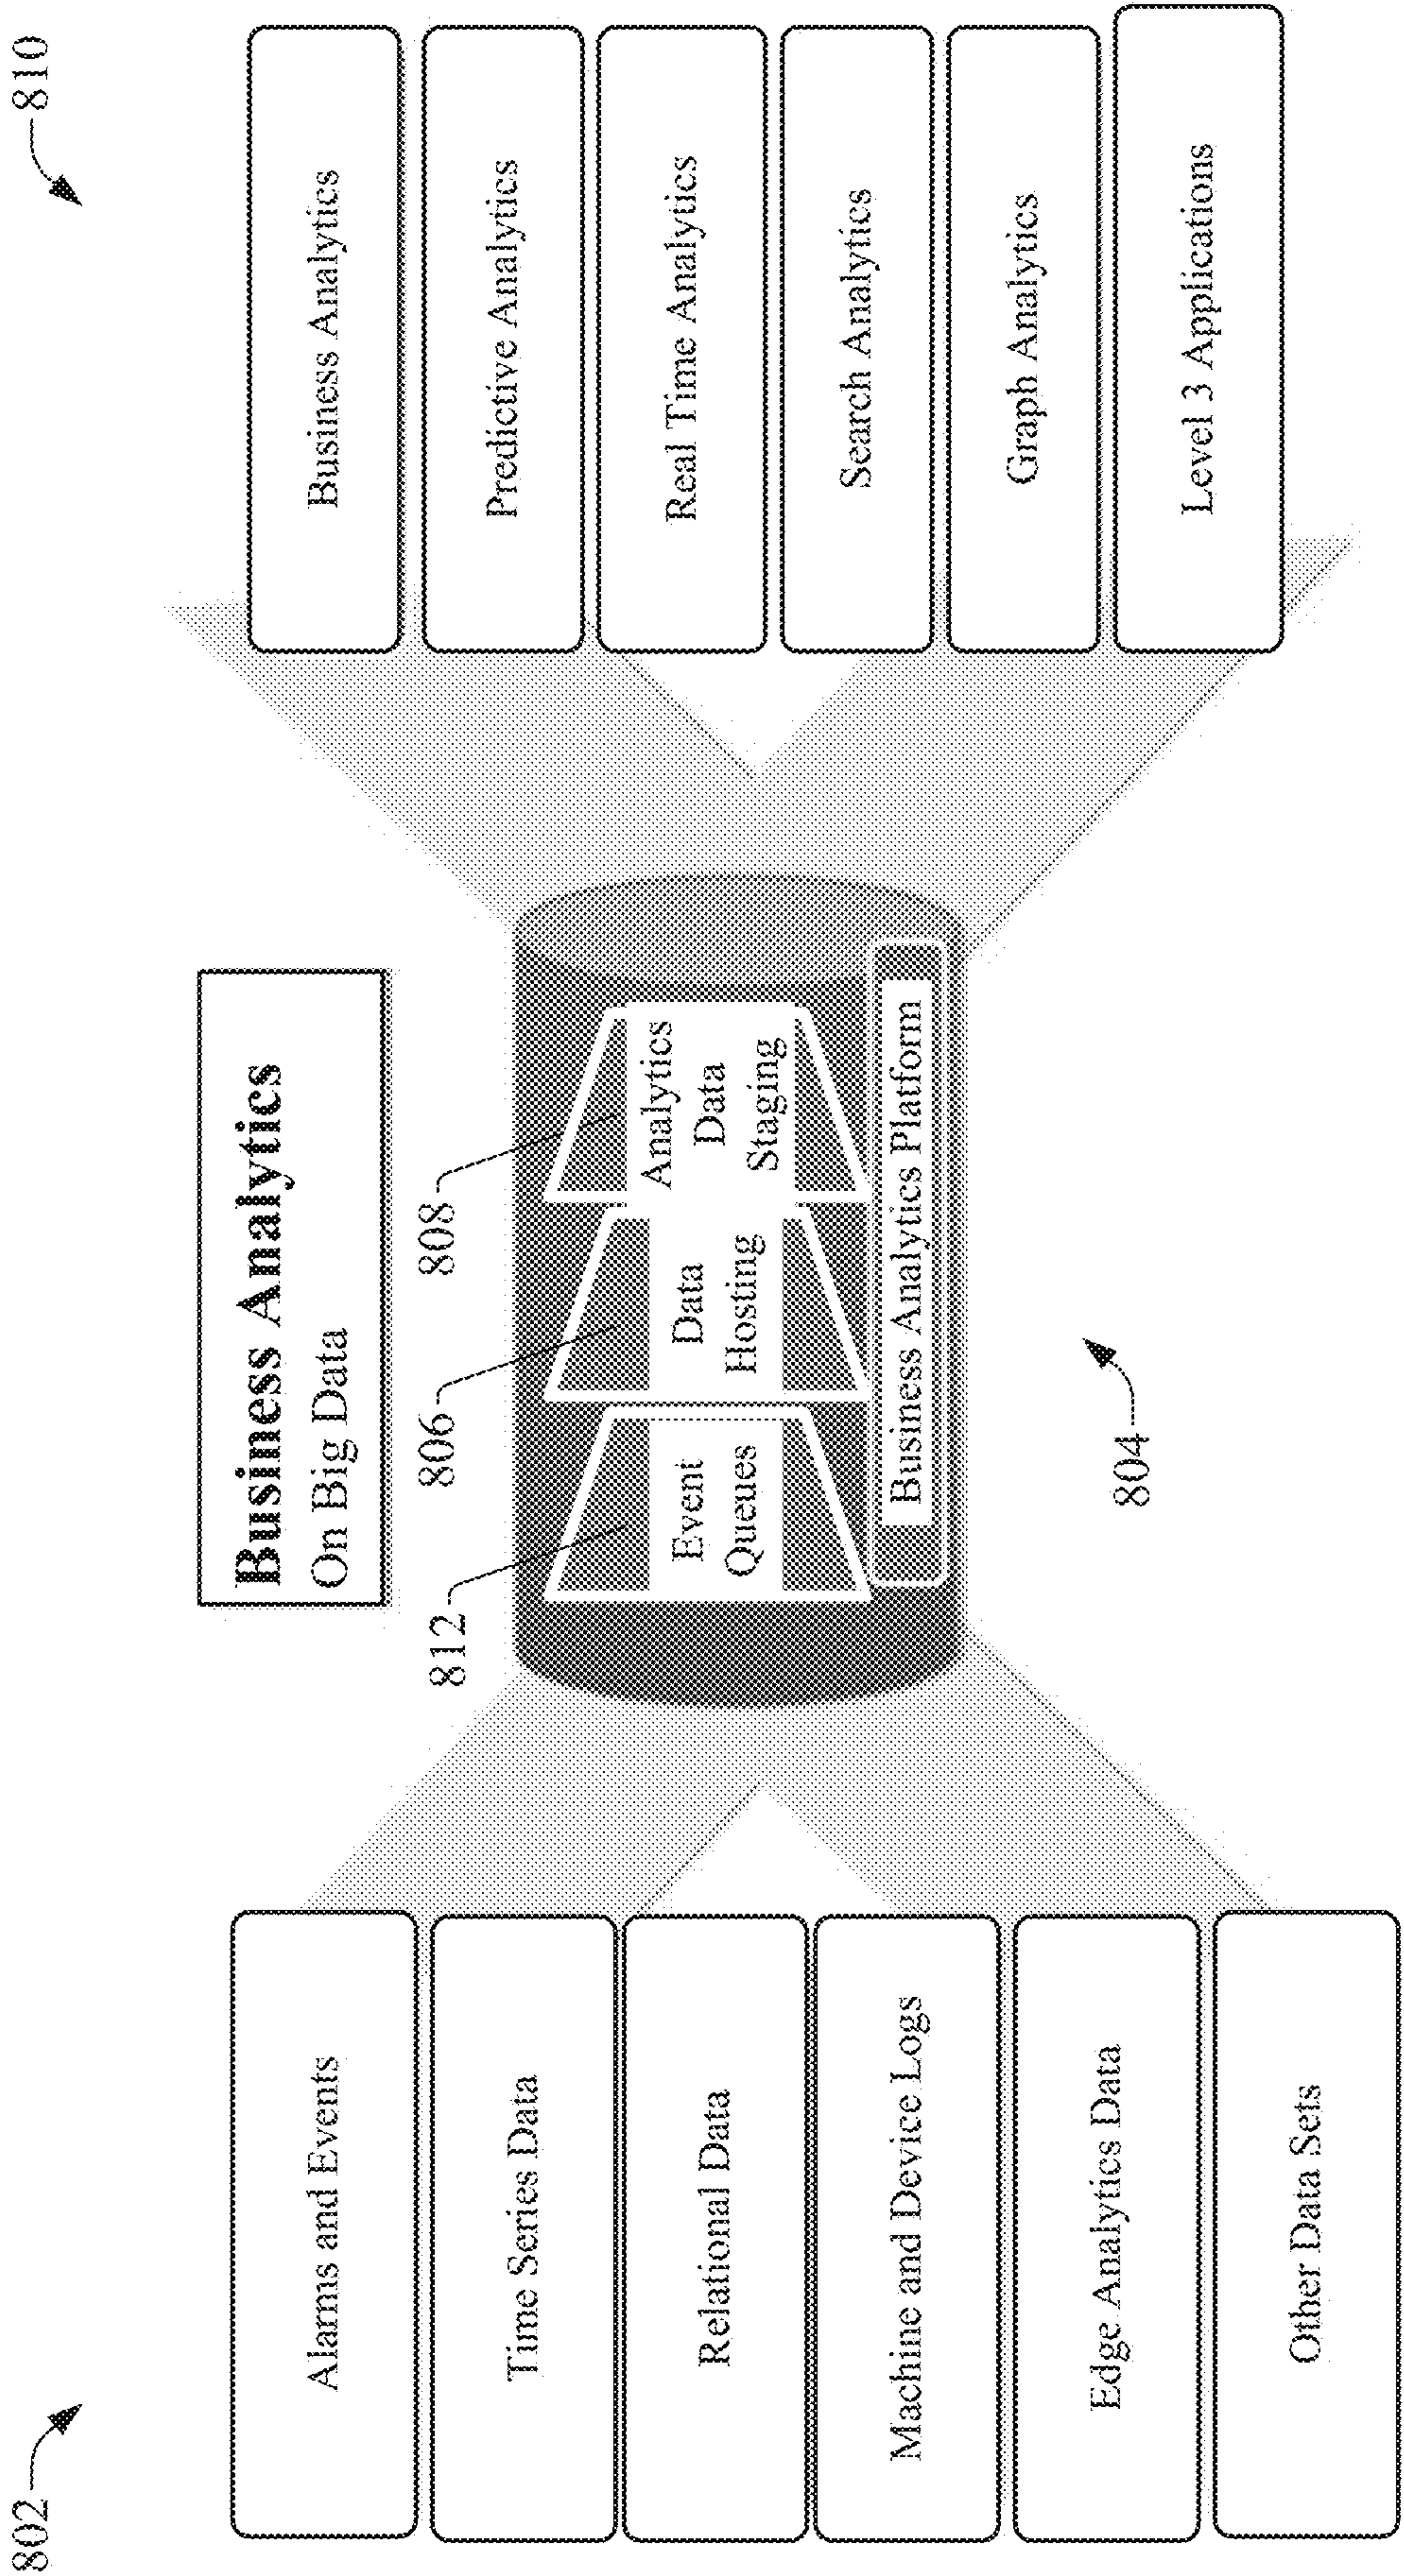 802
810
Business Analytics
On Big Data
Alarms and Events
Time Series Data
Relational Data
Machine and Device Logs
Edge Analytics Data
Other Data Sets
812
806
808
Event
Queues
Data
Hosting
Analytics
Data
Staging
Business Analytics Platform
804
Business Analytics
Predictive Analytics
Real Time Analytics
Search Analytics
Graph Analytics
Level 3 Applications